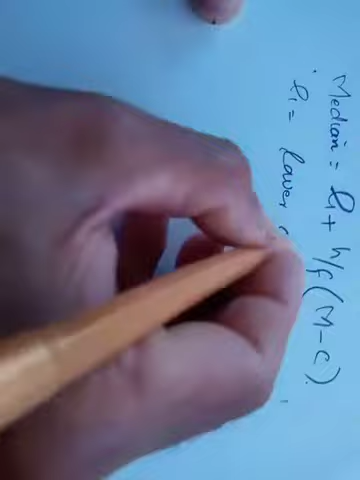 Median = l₁ + h/f (M-C).
l₁ = lower